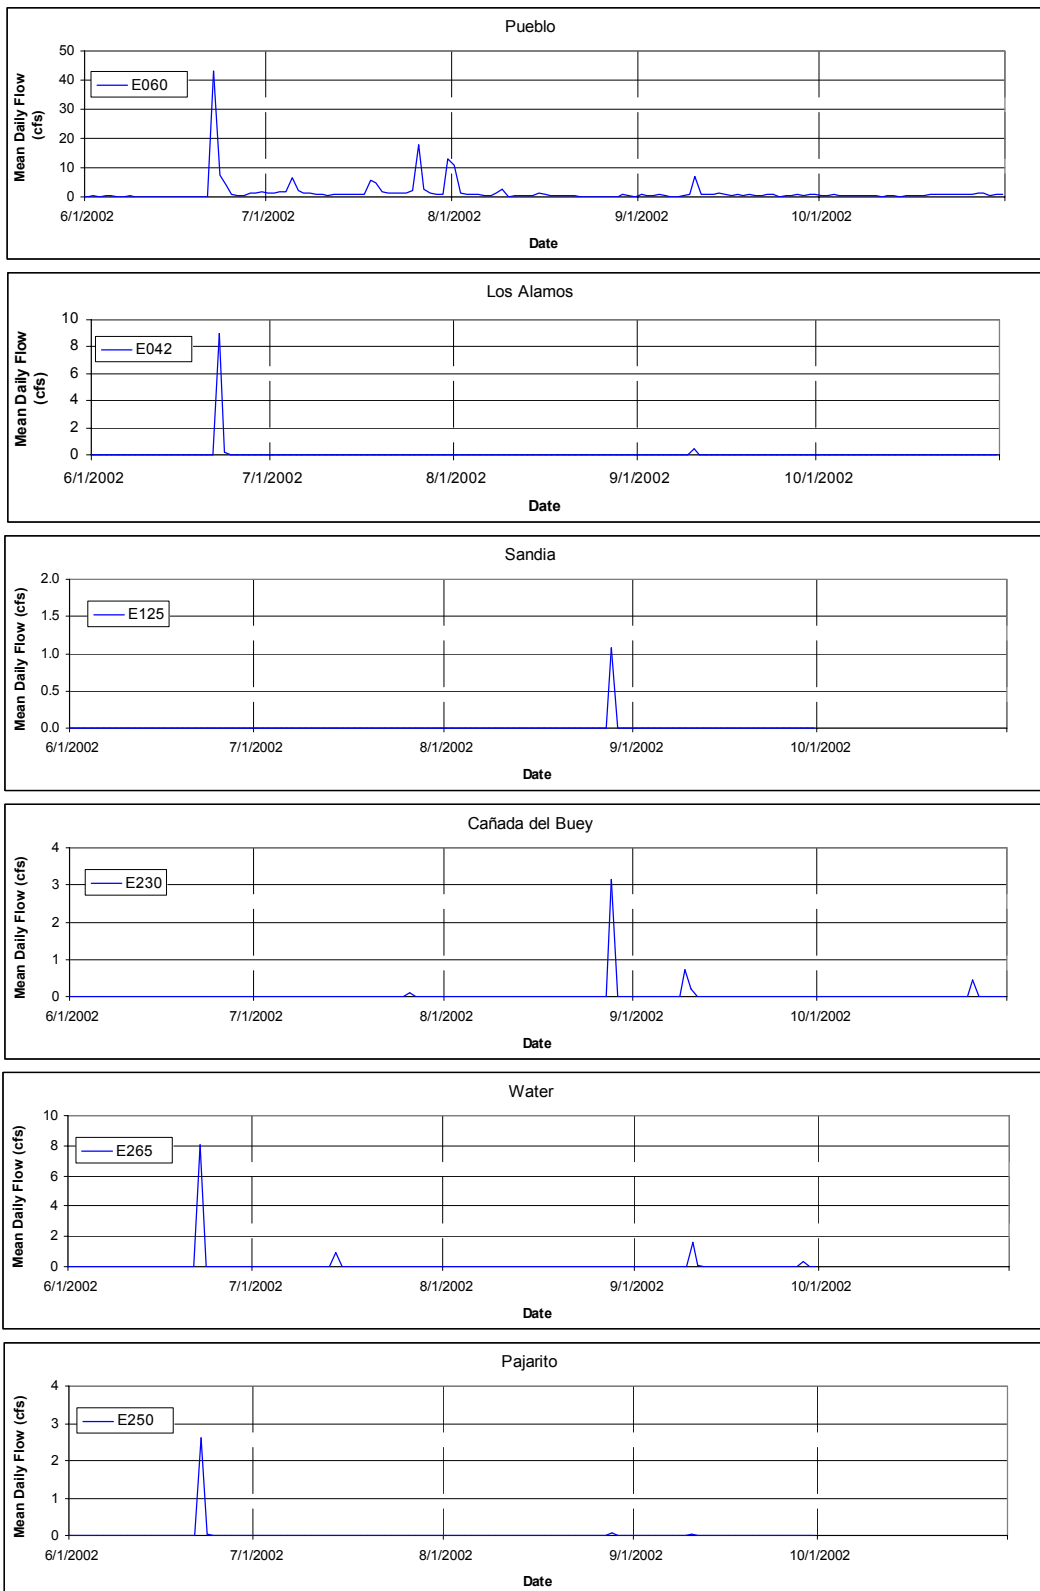 Pueblo
Mean Daily Flow
(cfs)
50
40
30
20
10
0
E060
6/1/2002 7/1/2002 8/1/2002 9/1/2002 10/1/2002
Date
Los Alamos
Mean Daily Flow
(cfs)
10
8
6
4
2
0
E042
6/1/2002 7/1/2002 8/1/2002 9/1/2002 10/1/2002
Date
Sandia
Mean Daily Flow (cfs)
2.0
1.5
1.0
0.5
0.0
E125
6/1/2002 7/1/2002 8/1/2002 9/1/2002 10/1/2002
Date
Cañada del Buey
Mean Daily Flow (cfs)
4
3
2
1
0
E230
6/1/2002 7/1/2002 8/1/2002 9/1/2002 10/1/2002
Date
Water
Mean Daily Flow (cfs)
10
8
6
4
2
0
E265
6/1/2002 7/1/2002 8/1/2002 9/1/2002 10/1/2002
Date
Pajarito
Mean Daily Flow (cfs)
4
3
2
1
0
E250
6/1/2002 7/1/2002 8/1/2002 9/1/2002 10/1/2002
Date